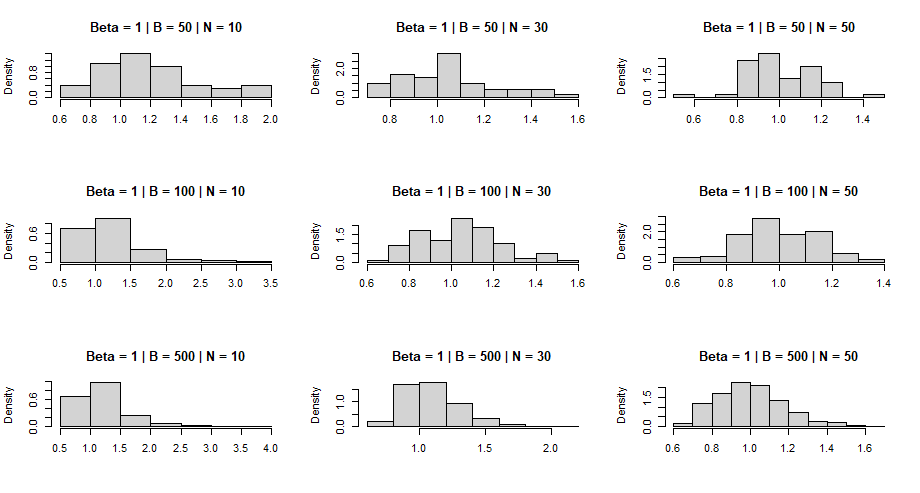 Beta = 1 | B = 50 | N = 10
Density
0.0 0.8
0.6 0.8 1.0 1.2 1.4 1.6 1.8 2.0
Beta = 1 | B = 50 | N = 30
Density
0.0 2.0
0.8 1.0 1.2 1.4 1.6
Beta = 1 | B = 50 | N = 50
Density
0.0 1.5
0.6 0.8 1.0 1.2 1.4
Beta = 1 | B = 100 | N = 10
Density
0.0 0.6
0.5 1.0 1.5 2.0 2.5 3.0 3.5
Beta = 1 | B = 100 | N = 30
Density
0.0 1.5
0.6 0.8 1.0 1.2 1.4 1.6
Beta = 1 | B = 100 | N = 50
Density
0.0 2.0
0.6 0.8 1.0 1.2 1.4
Beta = 1 | B = 500 | N = 10
Density
0.0 0.6
0.5 1.0 1.5 2.0 2.5 3.0 3.5 4.0
Beta = 1 | B = 500 | N = 30
Density
0.0 1.0
1.0 1.5 2.0
Beta = 1 | B = 500 | N = 50
Density
0.0 1.5
0.6 0.8 1.0 1.2 1.4 1.6